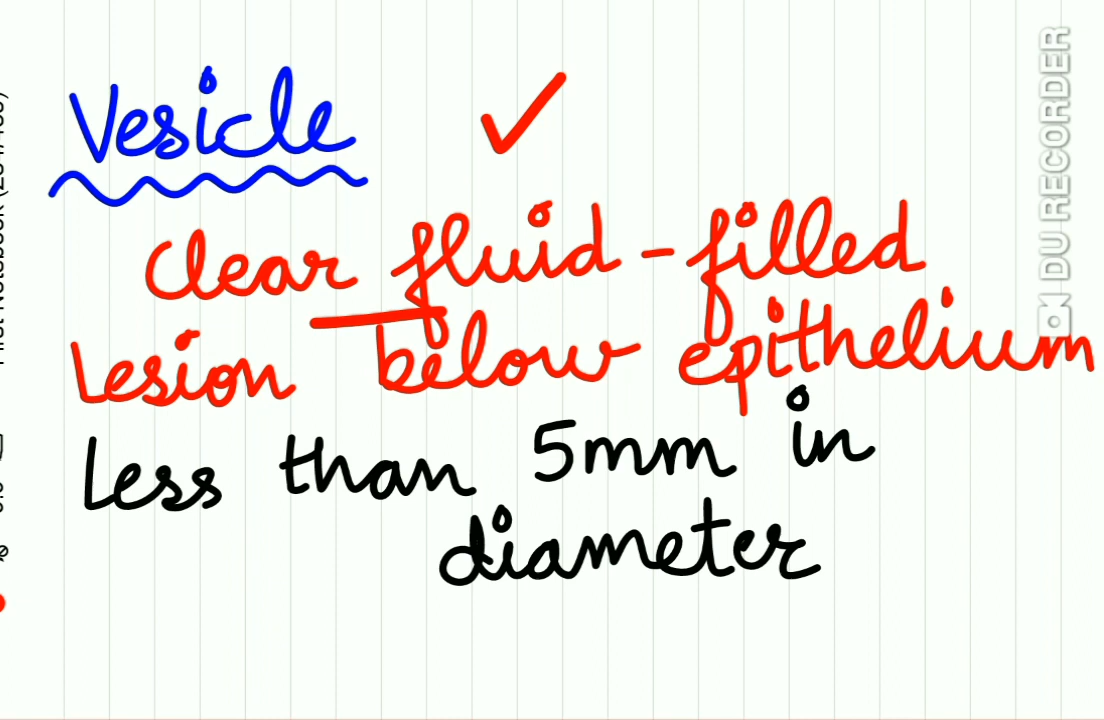 Vesicle ✓
clear fluid-filled
lesion below epithelium
less than 5mm in
diameter
DU RECORDER